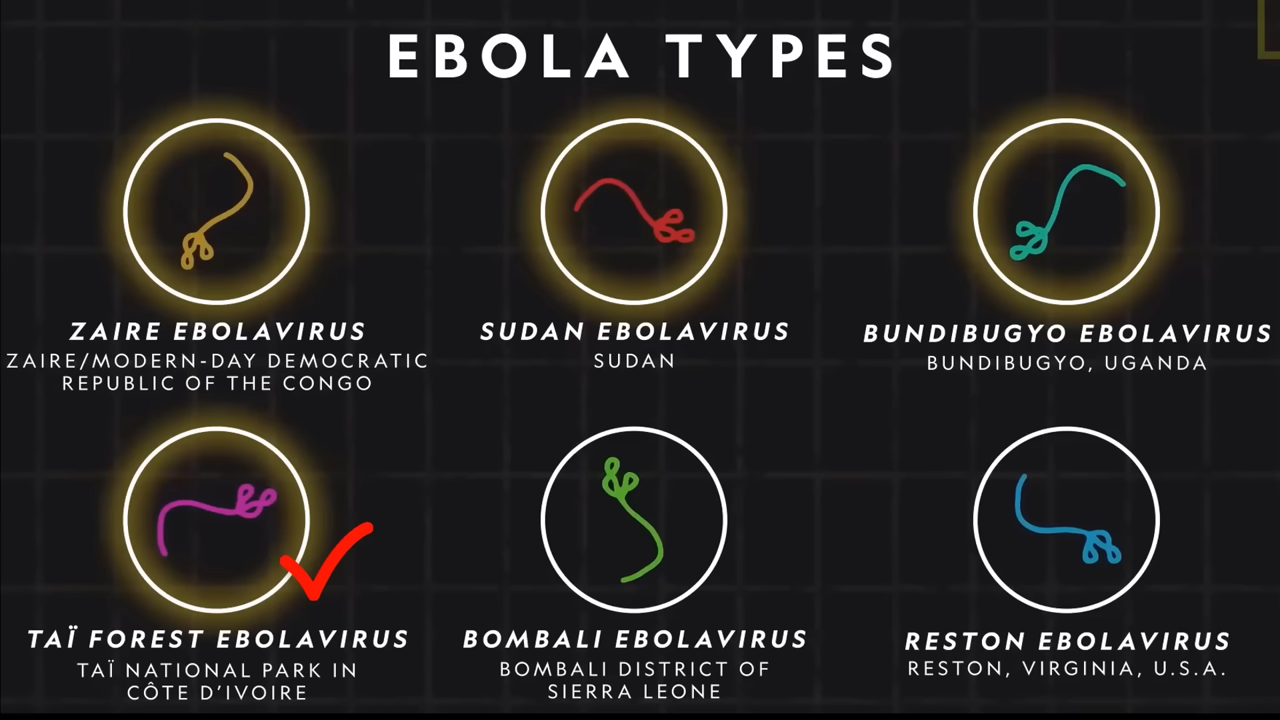 EBOLA TYPES
ZAIRE EBOLAVIRUS
ZAIRE/MODERN-DAY DEMOCRATIC
REPUBLIC OF THE CONGO
SUDAN EBOLAVIRUS
SUDAN
BUNDIBUGYO EBOLAVIRUS
BUNDIBUGYO, UGANDA
TAÏ FOREST EBOLAVIRUS
TAÏ NATIONAL PARK IN
CÔTE D'IVOIRE
BOMBALI EBOLAVIRUS
BOMBALI DISTRICT OF
SIERRA LEONE
RESTON EBOLAVIRUS
RESTON, VIRGINIA, U.S.A.